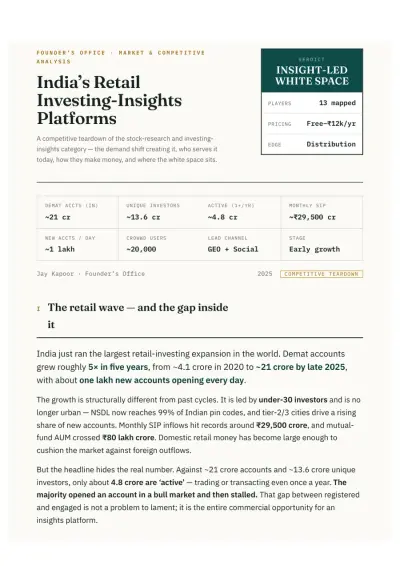 FOUNDER'S OFFICE · MARKET & COMPETITIVE
ANALYSIS
India's Retail
Investing-Insights
Platforms
A competitive teardown of the stock-research and investing-
insights category — the demand shift creating it, who serves it
today, how they make money, and where the white space sits.
VERDICT
INSIGHT-LED
WHITE SPACE
PLAYERS 13 mapped
PRICING Free–₹12k/yr
EDGE Distribution
DEMAT ACCTS (IN) UNIQUE INVESTORS ACTIVE (1×/YR) MONTHLY SIP
~21 cr ~13.6 cr ~4.8 cr ~₹29,500 cr
NEW ACCTS / DAY CROWD USERS LEAD CHANNEL STAGE
~1 lakh ~20,000 GEO + Social Early growth
Jay Kapoor · Founder's Office 2025 COMPETITIVE TEARDOWN
1 The retail wave — and the gap inside
it
India just ran the largest retail-investing expansion in the world. Demat accounts
grew roughly 5× in five years, from ~4.1 crore in 2020 to ~21 crore by late 2025,
with about one lakh new accounts opening every day.
The growth is structurally different from past cycles. It is led by under-30 investors and is no
longer urban — NSDL now reaches 99% of Indian pin codes, and tier-2/3 cities drive a rising
share of new accounts. Monthly SIP inflows hit records around ₹29,500 crore, and mutual-
fund AUM crossed ₹80 lakh crore. Domestic retail money has become large enough to
cushion the market against foreign outflows.
But the headline hides the real number. Against ~21 crore accounts and ~13.6 crore unique
investors, only about 4.8 crore are 'active' — trading or transacting even once a year. The
majority opened an account in a bull market and then stalled. That gap between registered
and engaged is not a problem to lament; it is the entire commercial opportunity for an
insights platform.